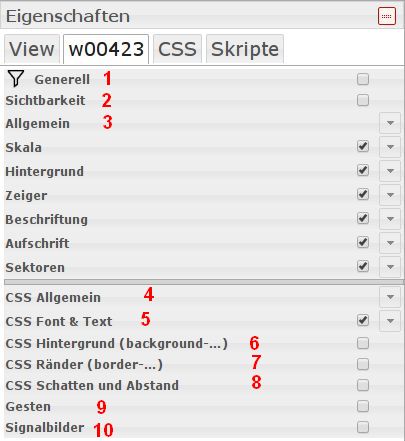 Eigenschaften
View w00423 CSS Skripte
Generell 1
Sichtbarkeit 2
Allgemein 3
Skala
Hintergrund
Zeiger
Beschriftung
Aufschrift
Sektoren
CSS Allgemein 4
CSS Font & Text 5
CSS Hintergrund (background-...) 6
CSS Ränder (border-...) 7
CSS Schatten und Abstand 8
Gesten 9
Signalbilder 10